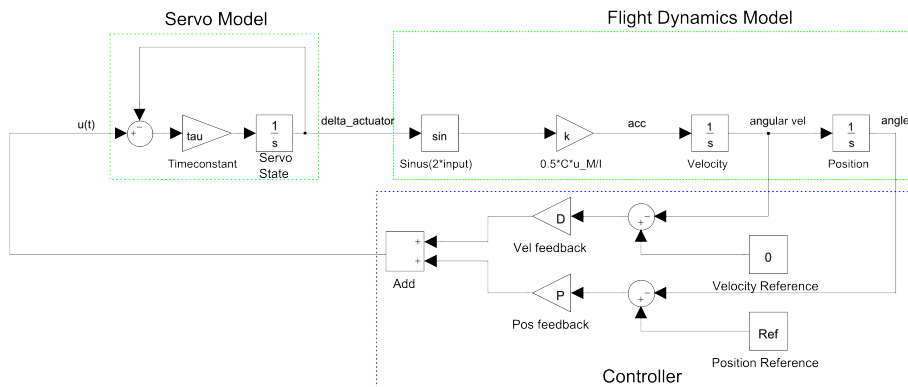 Servo Model
Flight Dynamics Model
u(t)
+
−
tau
Timeconstant
1
s
Servo
State
delta_actuator
sin
Sinus(2*input)
k
0.5*C*u_M/I
acc
1
s
Velocity
angular vel
1
s
Position
angle
+
+
Add
D
Vel feedback
+
−
0
Velocity Reference
P
Pos feedback
+
−
Ref
Position Reference
Controller